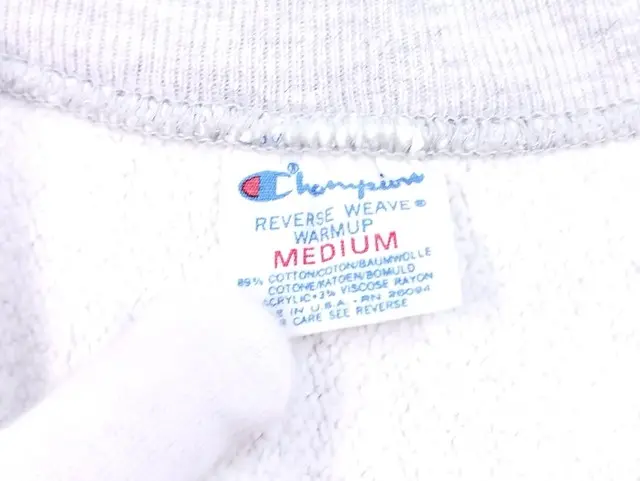 Champion®
REVERSE WEAVE®
WARMUP
MEDIUM
89% COTTON/COTON/BAUMWOLLE
COTONE/KATOEN/BOMULD
ACRYLIC•3% VISCOSE RAYON
IN U.S.A.-RN 26094
CARE SEE REVERSE